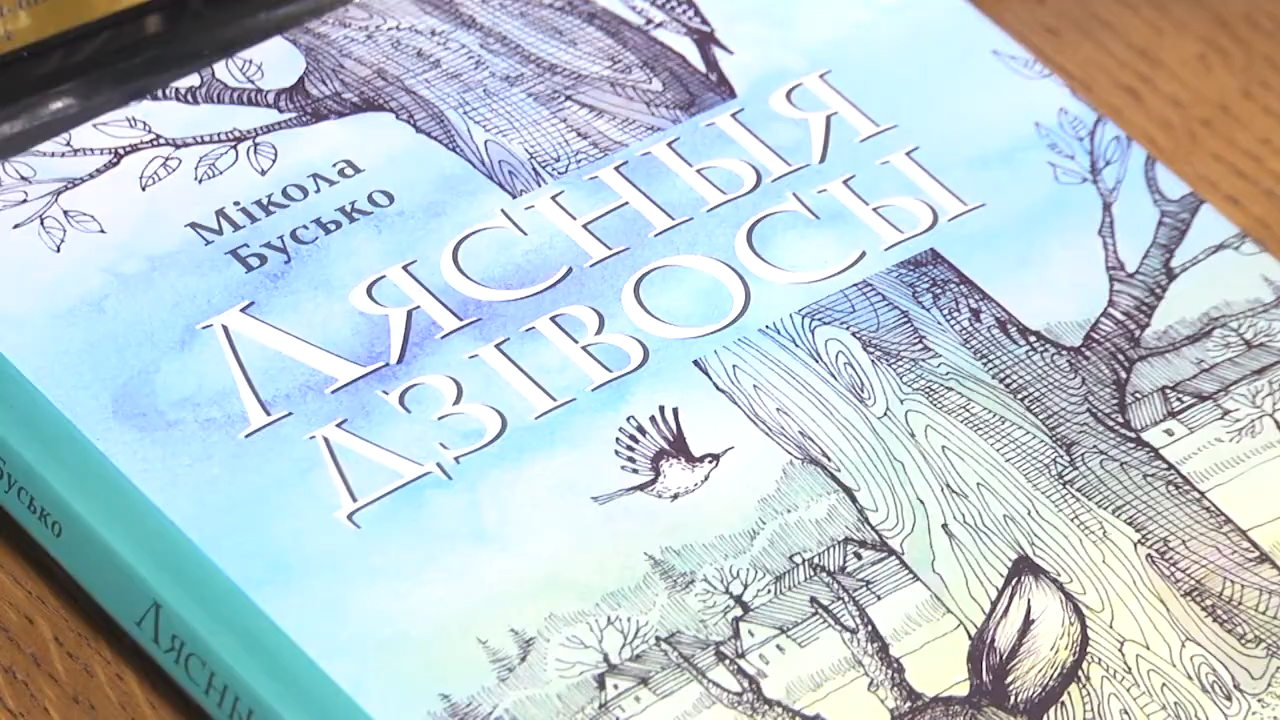 Мікола
Бусько
Лясныя
дзівосы
Бусько
Лясны